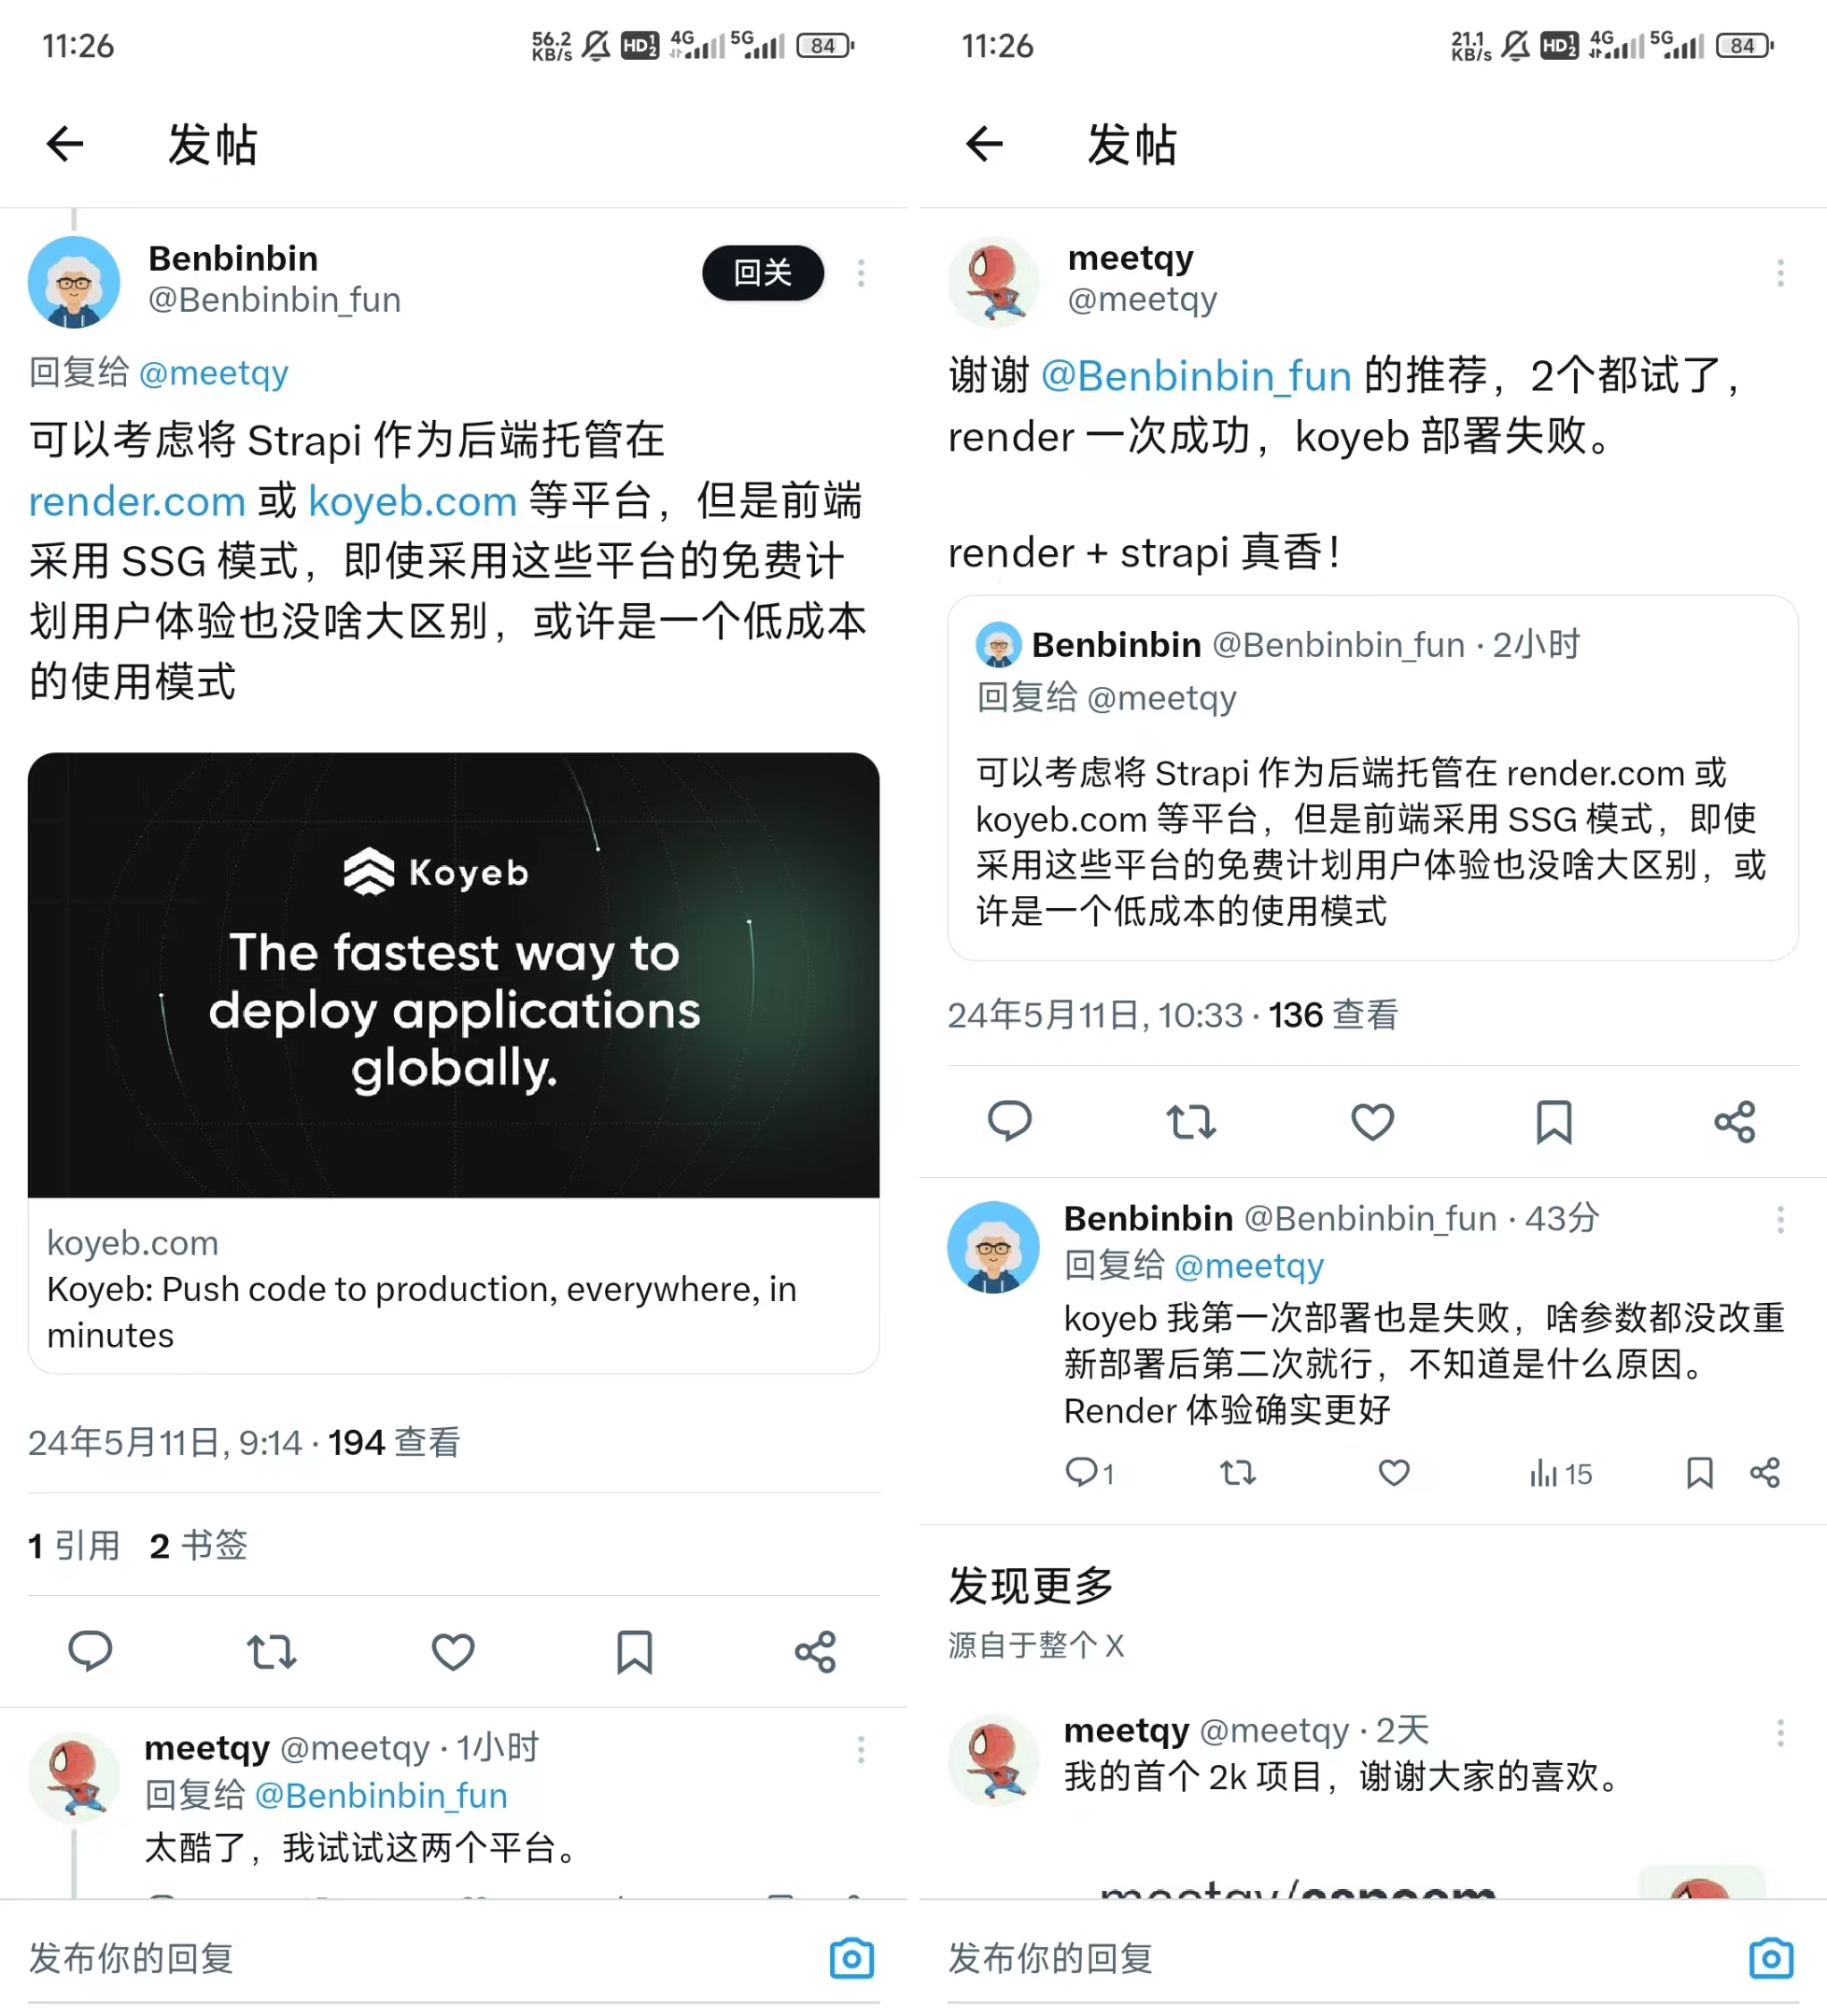 11:26
56.2 KB/s HD 1 2 4G 5G 84
发帖
Benbinbin
@Benbinbin_fun
回关
回复给 @meetqy
可以考虑将 Strapi 作为后端托管在
render.com 或 koyeb.com 等平台，但是前端
采用 SSG 模式，即使采用这些平台的免费计
划用户体验也没啥大区别，或许是一个低成本
的使用模式
Koyeb
The fastest way to
deploy applications
globally.
koyeb.com
Koyeb: Push code to production, everywhere, in
minutes
24年5月11日, 9:14 · 194 查看
1 引用 2 书签
meetqy @meetqy · 1小时
回复给 @Benbinbin_fun
太酷了，我试试这两个平台。
发布你的回复
11:26
21.1 KB/s HD 1 2 4G 5G 84
发帖
meetqy
@meetqy
谢谢 @Benbinbin_fun 的推荐，2个都试了，
render 一次成功，koyeb 部署失败。
render + strapi 真香！
Benbinbin @Benbinbin_fun · 2小时
回复给 @meetqy
可以考虑将 Strapi 作为后端托管在 render.com 或
koyeb.com 等平台，但是前端采用 SSG 模式，即使
采用这些平台的免费计划用户体验也没啥大区别，或
许是一个低成本的使用模式
24年5月11日, 10:33 · 136 查看
Benbinbin @Benbinbin_fun · 43分
回复给 @meetqy
koyeb 我第一次部署也是失败，啥参数都没改重
新部署后第二次就行，不知道是什么原因。
Render 体验确实更好
1 15
发现更多
源自于整个 X
meetqy @meetqy · 2天
我的首个 2k 项目，谢谢大家的喜欢。
发布你的回复